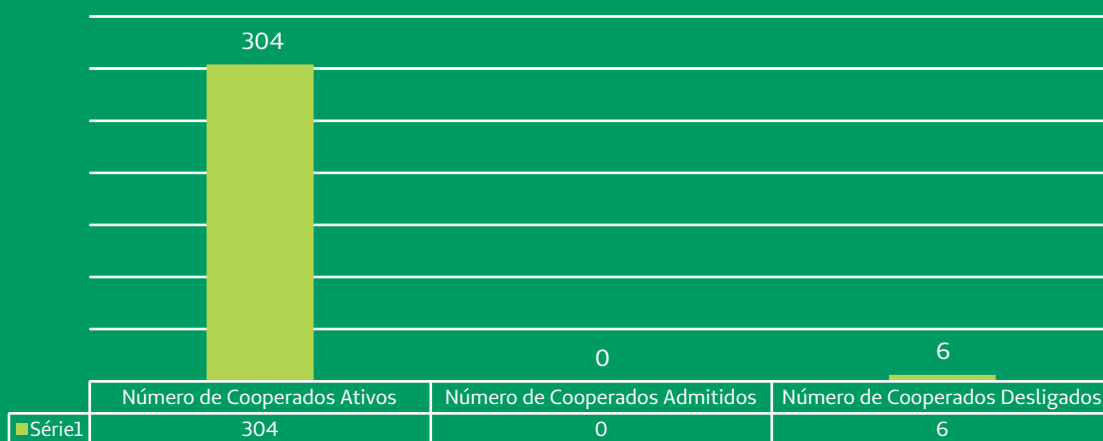 304
0
6
Número de Cooperados Ativos Número de Cooperados Admitidos Número de Cooperados Desligados
Série1 304 0 6